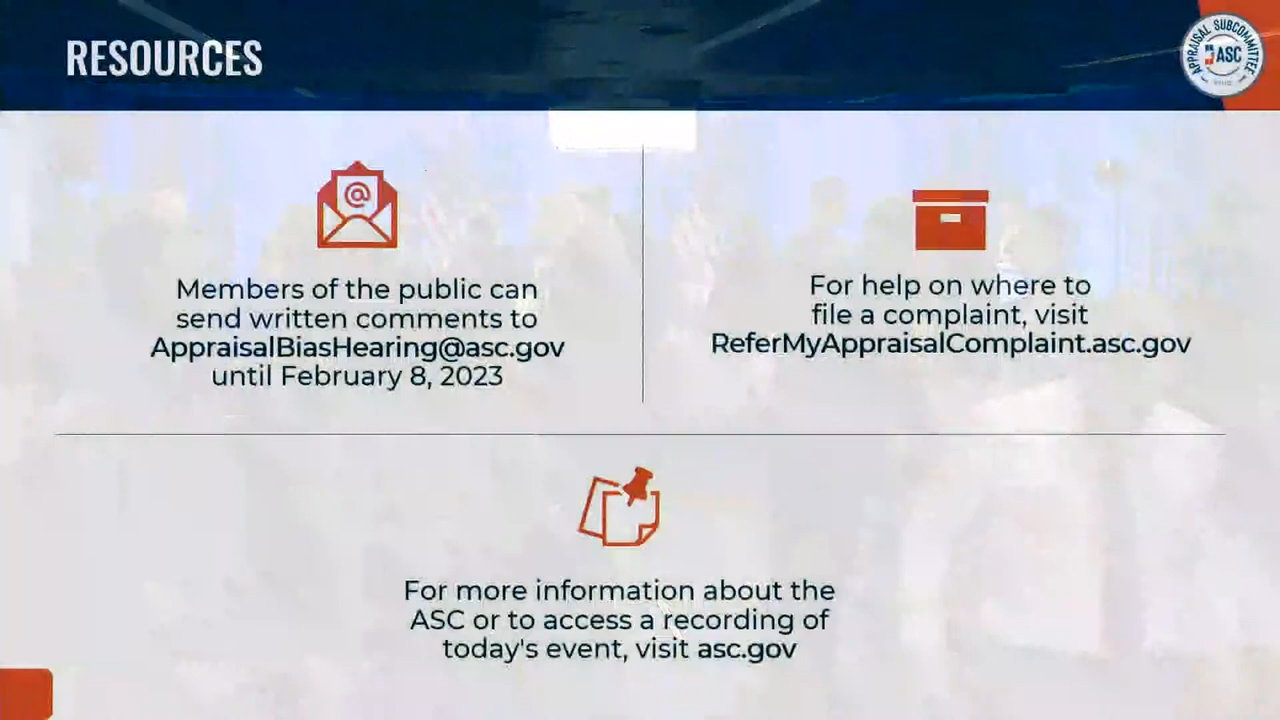 RESOURCES
APPRAISAL SUBCOMMITTEE
ASC
@
Members of the public can
send written comments to
AppraisalBiasHearing@asc.gov
until February 8, 2023
For help on where to
file a complaint, visit
ReferMyAppraisalComplaint.asc.gov
For more information about the
ASC or to access a recording of
today's event, visit asc.gov